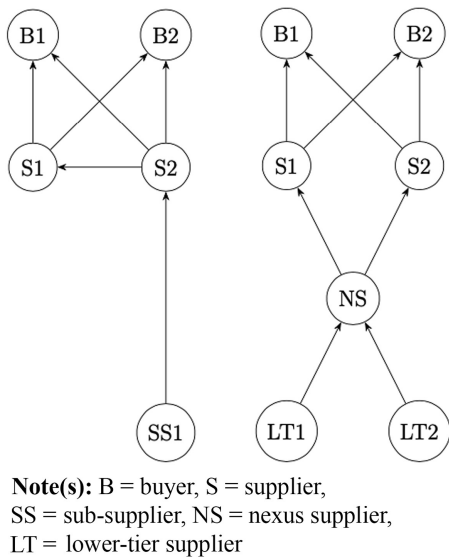 B1 B2 B1 B2
S1 S2 S1 S2
NS
SS1 LT1 LT2
Note(s): B = buyer, S = supplier,
SS = sub-supplier, NS = nexus supplier,
LT = lower-tier supplier